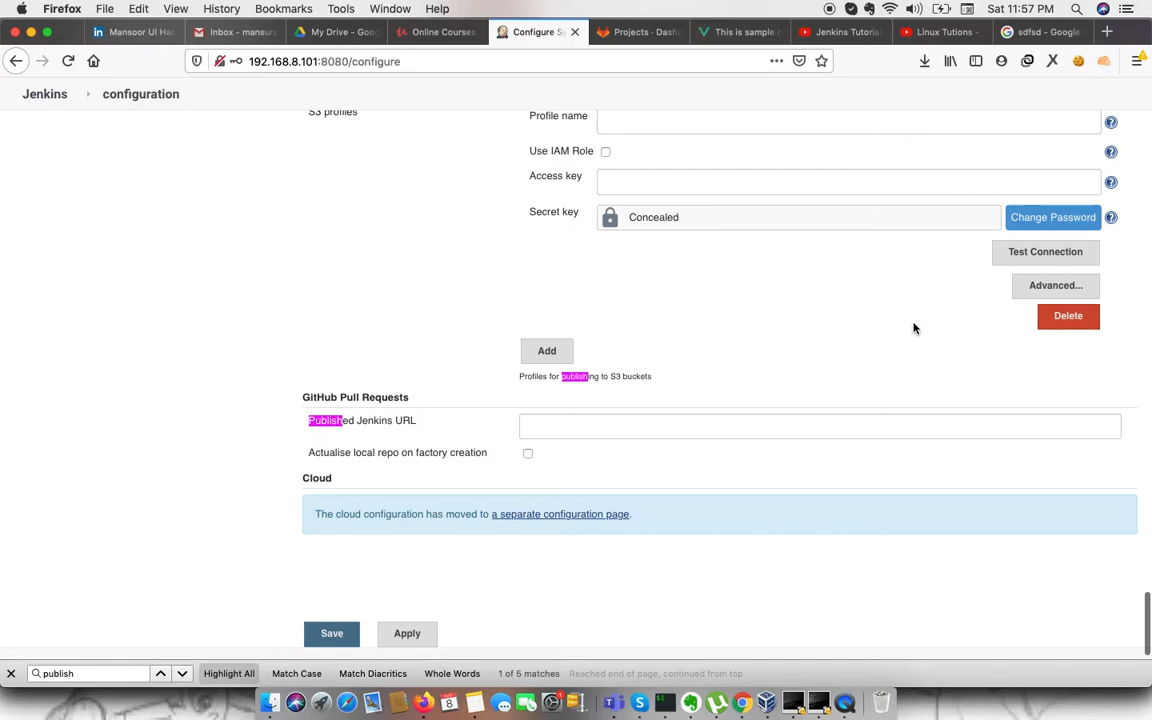 Firefox File Edit View History Bookmarks Tools Window Help Sat 11:57 PM
Mansoor UI Has Inbox - mansura My Drive - Goog Online Courses Configure Sy Projects · Dashb This is sample Jenkins Tutoria Linux Tutions - sdfsd - Google
192.168.8.101:8080/configure
Jenkins configuration
S3 profiles
Profile name
Use IAM Role
Access key
Secret key Concealed Change Password
Test Connection
Advanced...
Delete
Add
Profiles for publishing to S3 buckets
GitHub Pull Requests
Published Jenkins URL
Actualise local repo on factory creation
Cloud
The cloud configuration has moved to a separate configuration page.
Save Apply
publish Highlight All Match Case Match Diacritics Whole Words 1 of 5 matches Reached end of page, continued from top